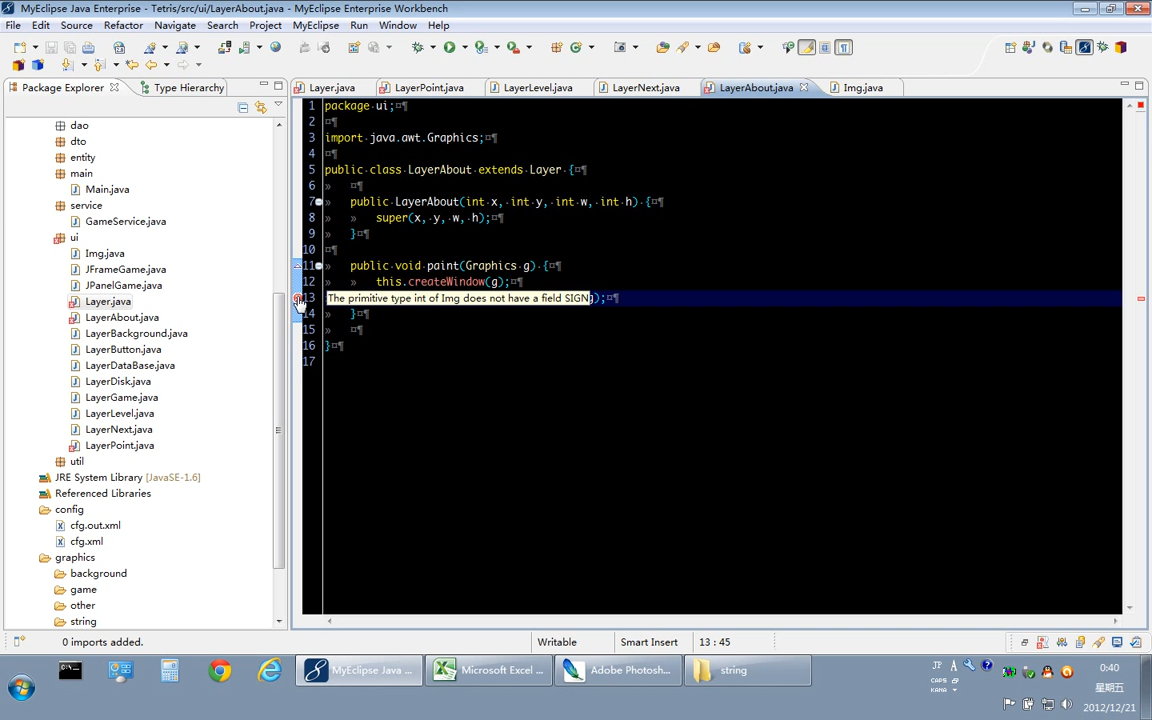 MyEclipse Java Enterprise - Tetris/src/ui/LayerAbout.java - MyEclipse Enterprise Workbench
File Edit Source Refactor Navigate Search Project MyEclipse Run Window Help
Package Explorer Type Hierarchy Layer.java LayerPoint.java LayerLevel.java LayerNext.java LayerAbout.java Img.java
dao
dto
entity
main
Main.java
service
GameService.java
ui
Img.java
JFrameGame.java
JPanelGame.java
Layer.java
LayerAbout.java
LayerBackground.java
LayerButton.java
LayerDataBase.java
LayerDisk.java
LayerGame.java
LayerLevel.java
LayerNext.java
LayerPoint.java
util
JRE System Library [JavaSE-1.6]
Referenced Libraries
config
cfg.out.xml
cfg.xml
graphics
background
game
other
string
1 package·ui;¤¶
2 ¤¶
3 import·java.awt.Graphics;¤¶
4 ¤¶
5 public·class·LayerAbout·extends·Layer·{¤¶
6 » ¤¶
7 » public·LayerAbout(int·x,·int·y,·int·w,·int·h)·{¤¶
8 » » super(x,·y,·w,·h);¤¶
9 » }¤¶
10 ¤¶
11 » public·void·paint(Graphics·g)·{¤¶
12 » » this.createWindow(g);¤¶
13 The primitive type int of Img does not have a field SIGN g);¤¶
14 » }¤¶
15 » ¤¶
16 }¤¶
17
0 imports added. Writable Smart Insert 13 : 45
MyEclipse Java ... Microsoft Excel ... Adobe Photosh... string
JP A
CAPS
KANA
0:40
星期五
2012/12/21